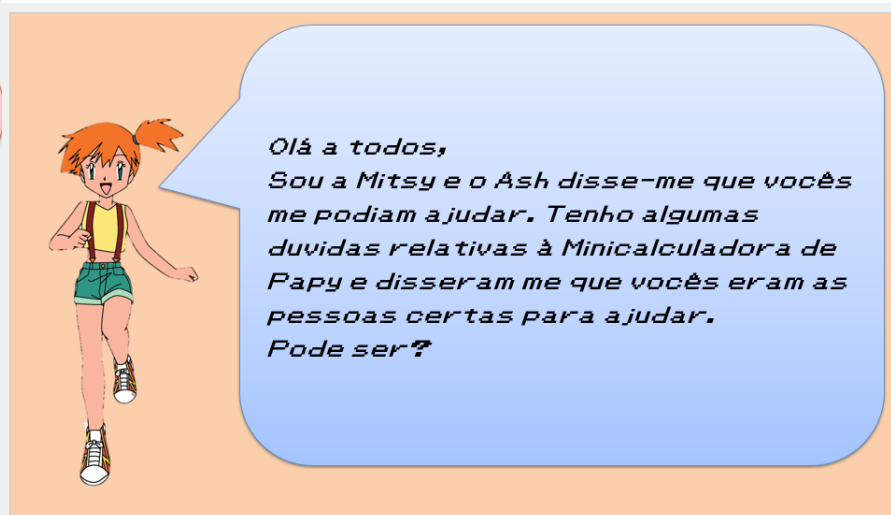 Olá a todos,
Sou a Mitsy e o Ash disse-me que vocês
me podiam ajudar. Tenho algumas
duvidas relativas à Minicalculadora de
Papy e disseram me que vocês eram as
pessoas certas para ajudar.
Pode ser?